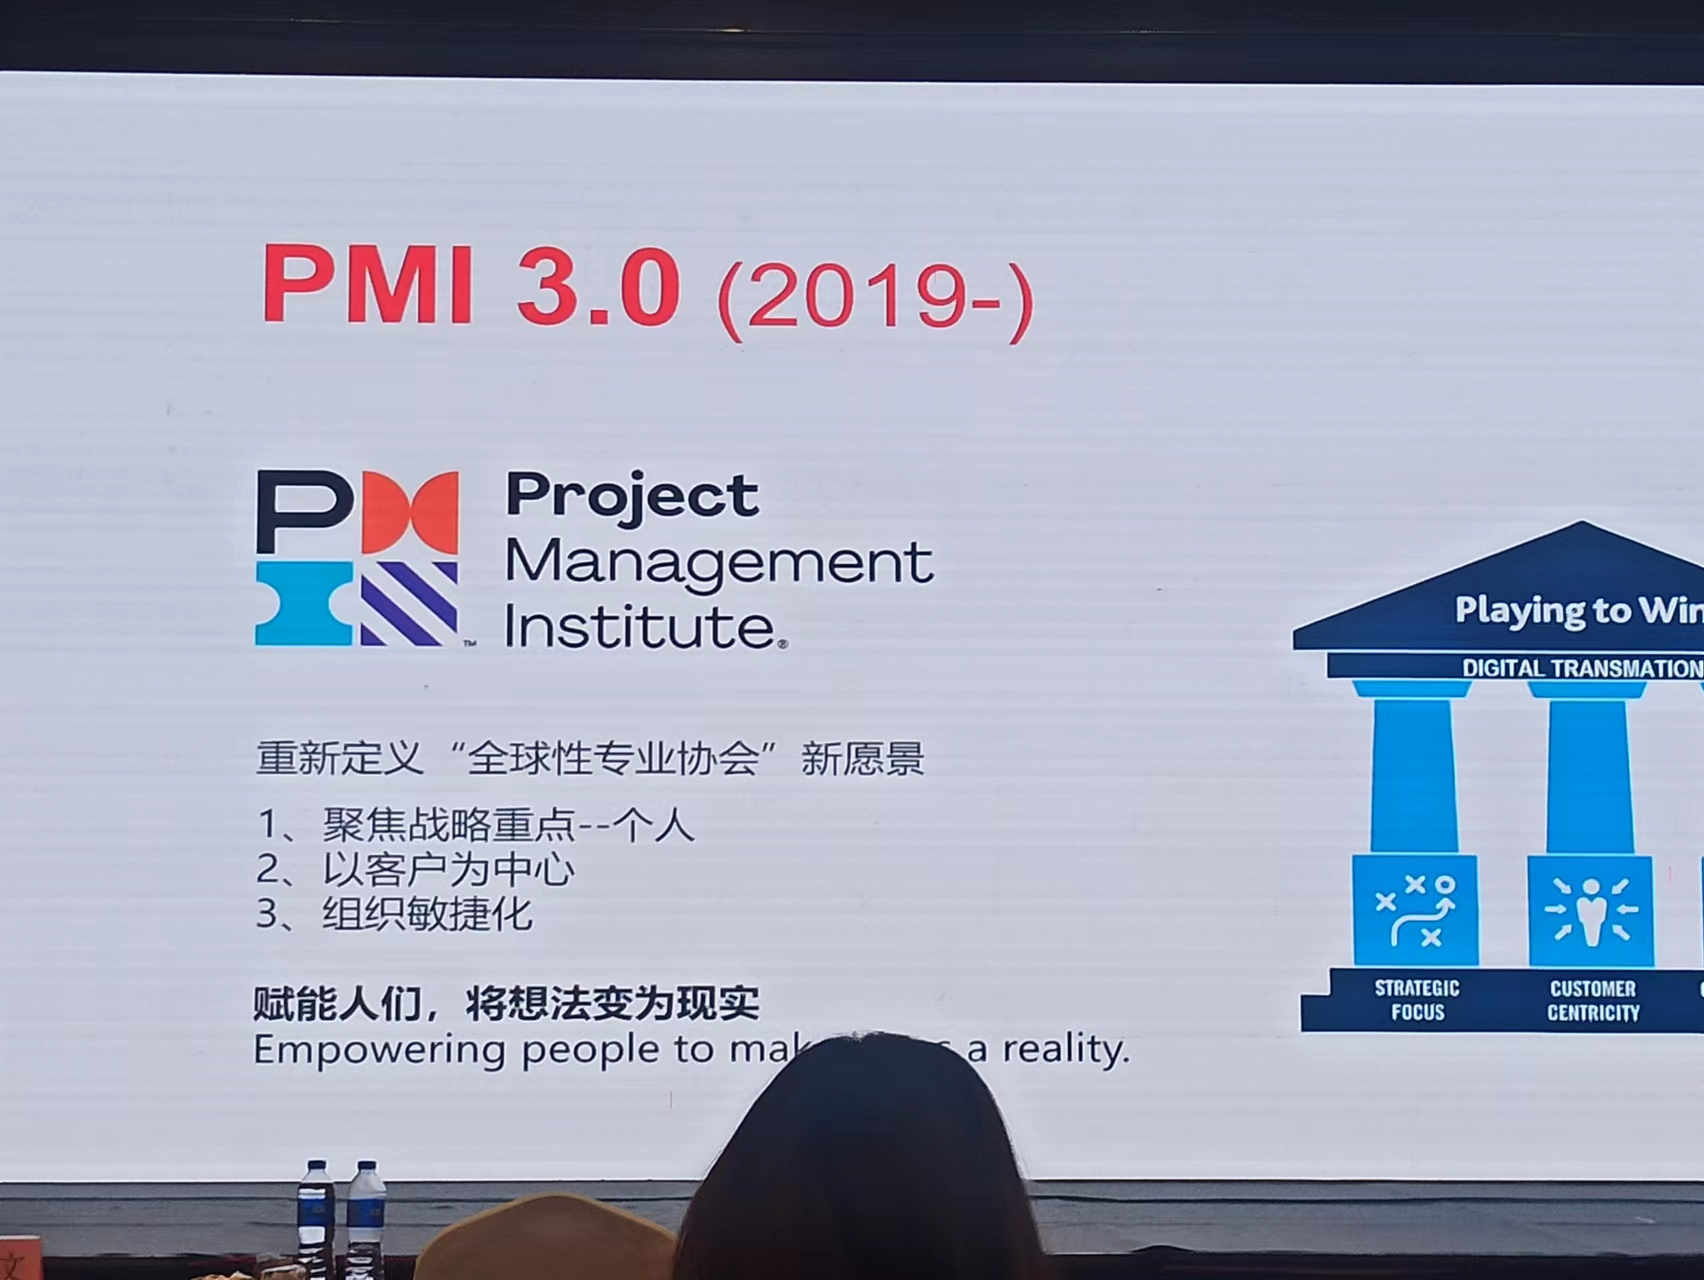 PMI 3.0 (2019-)
Project
Management
Institute®
™
重新定义“全球性专业协会”新愿景
1、聚焦战略重点--个人
2、以客户为中心
3、组织敏捷化
赋能人们，将想法变为现实
Empowering people to a reality.
Playing to Win
DIGITAL TRANSMATION
STRATEGIC
FOCUS
CUSTOMER
CENTRICITY
文